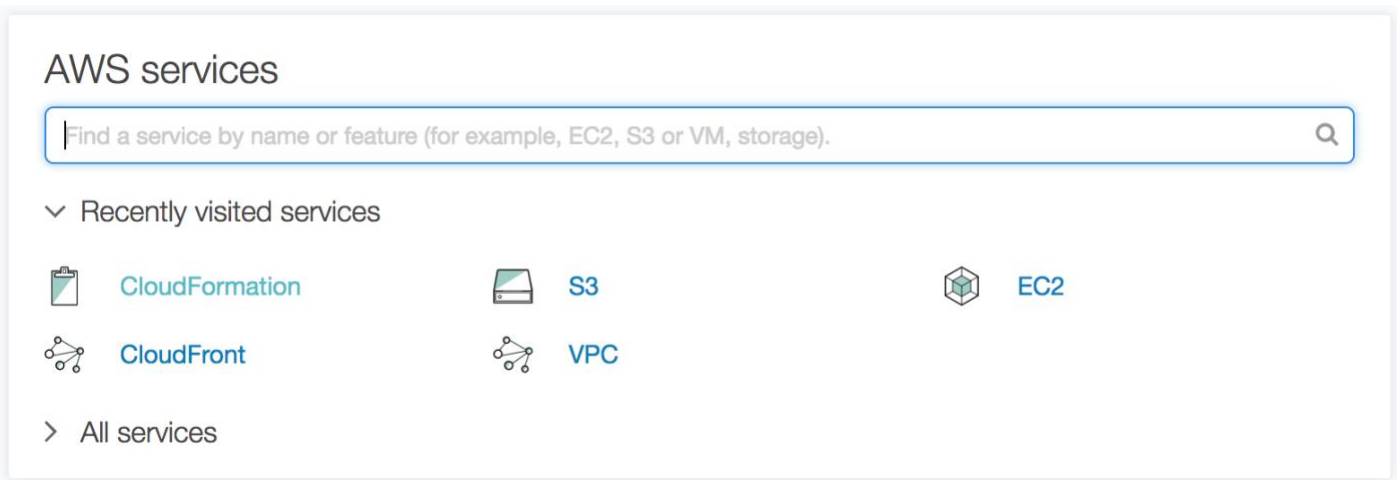 AWS services
Find a service by name or feature (for example, EC2, S3 or VM, storage).
Recently visited services
CloudFormation S3 EC2
CloudFront VPC
All services